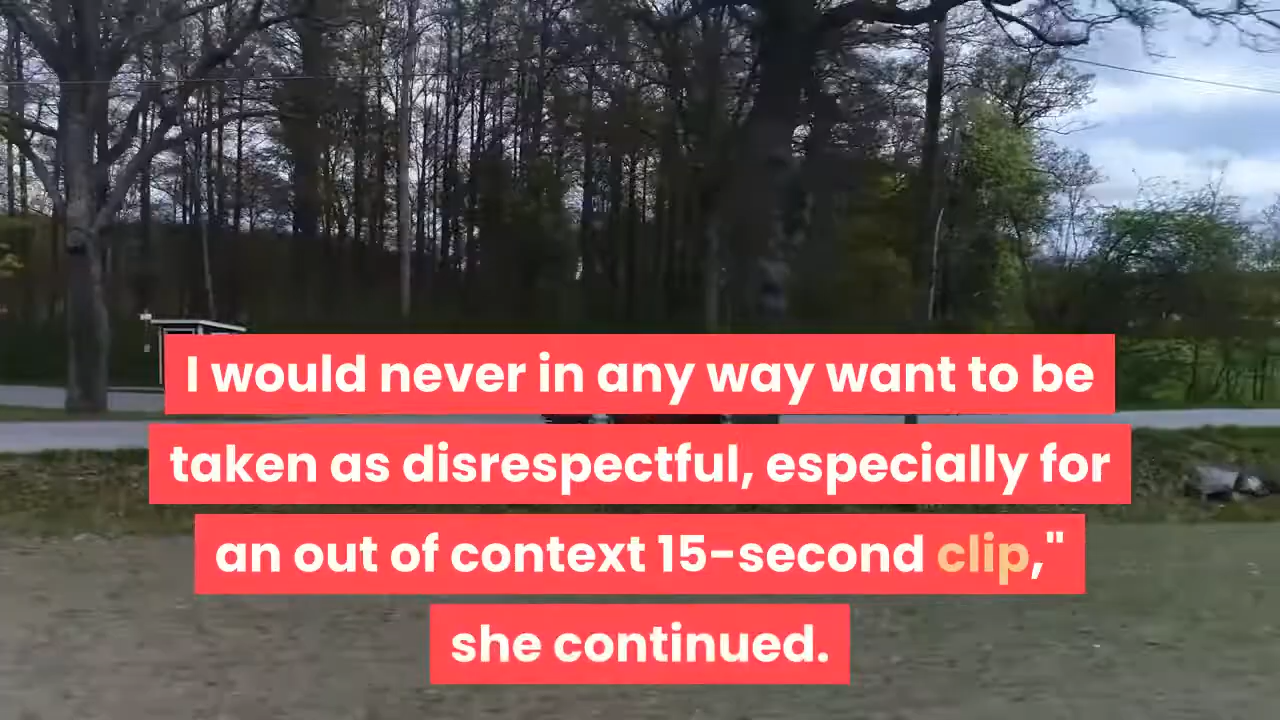 I would never in any way want to be
taken as disrespectful, especially for
an out of context 15-second clip,"
she continued.